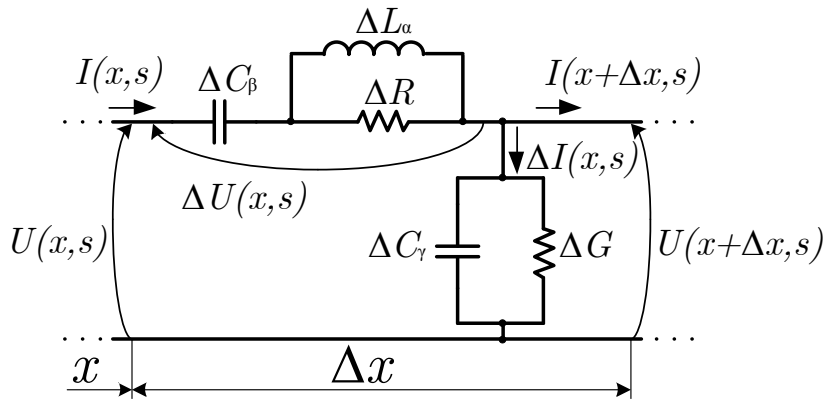 ΔLα
I(x,s)
ΔCβ
ΔR
I(x+Δx,s)
ΔI(x,s)
ΔU(x,s)
U(x,s)
ΔCγ
ΔG
U(x+Δx,s)
x
Δx